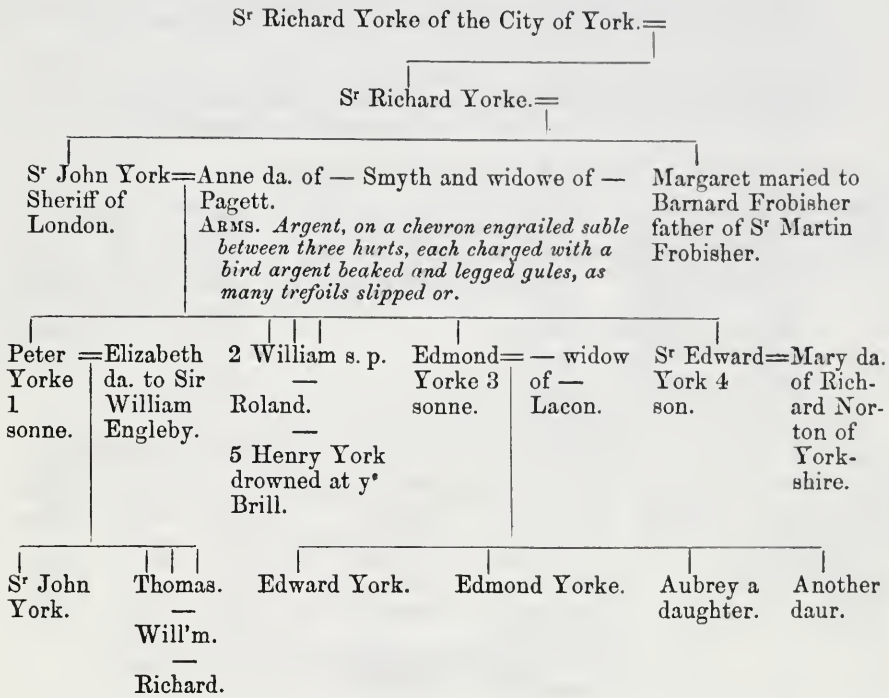 Sʳ Richard Yorke of the City of York.=
Sʳ Richard Yorke.=
Sʳ John York=
Sheriff of
London.
Anne da. of — Smyth and widowe of —
Pagett.
ARMS. Argent, on a chevron engrailed sable
between three hurts, each charged with a
bird argent beaked and legged gules, as
many trefoils slipped or.
Margaret maried to
Barnard Frobisher
father of Sʳ Martin
Frobisher.
Peter =
Yorke
1
sonne.
Elizabeth
da. to Sir
William
Engleby.
2 William s. p.
—
Roland.
—
5 Henry York
drowned at yᵉ
Brill.
Edmond=
Yorke 3
sonne.
— widow
of —
Lacon.
Sʳ Edward=
York 4
son.
Mary da.
of Rich-
ard Nor-
ton of
York-
shire.
Sʳ John
York.
Thomas.
—
Will'm.
—
Richard.
Edward York.
Edmond Yorke.
Aubrey a
daughter.
Another
daur.